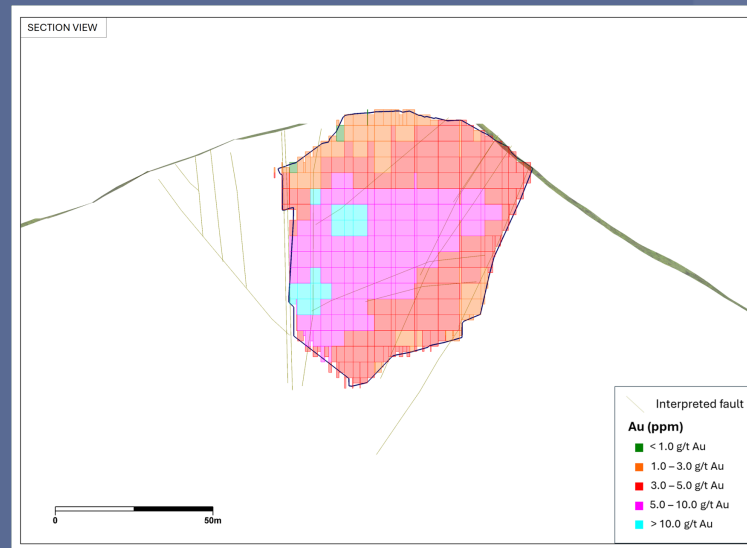 SECTION VIEW
Interpreted fault
Au (ppm)
< 1.0 g/t Au
1.0 – 3.0 g/t Au
3.0 – 5.0 g/t Au
5.0 – 10.0 g/t Au
> 10.0 g/t Au
0 50m